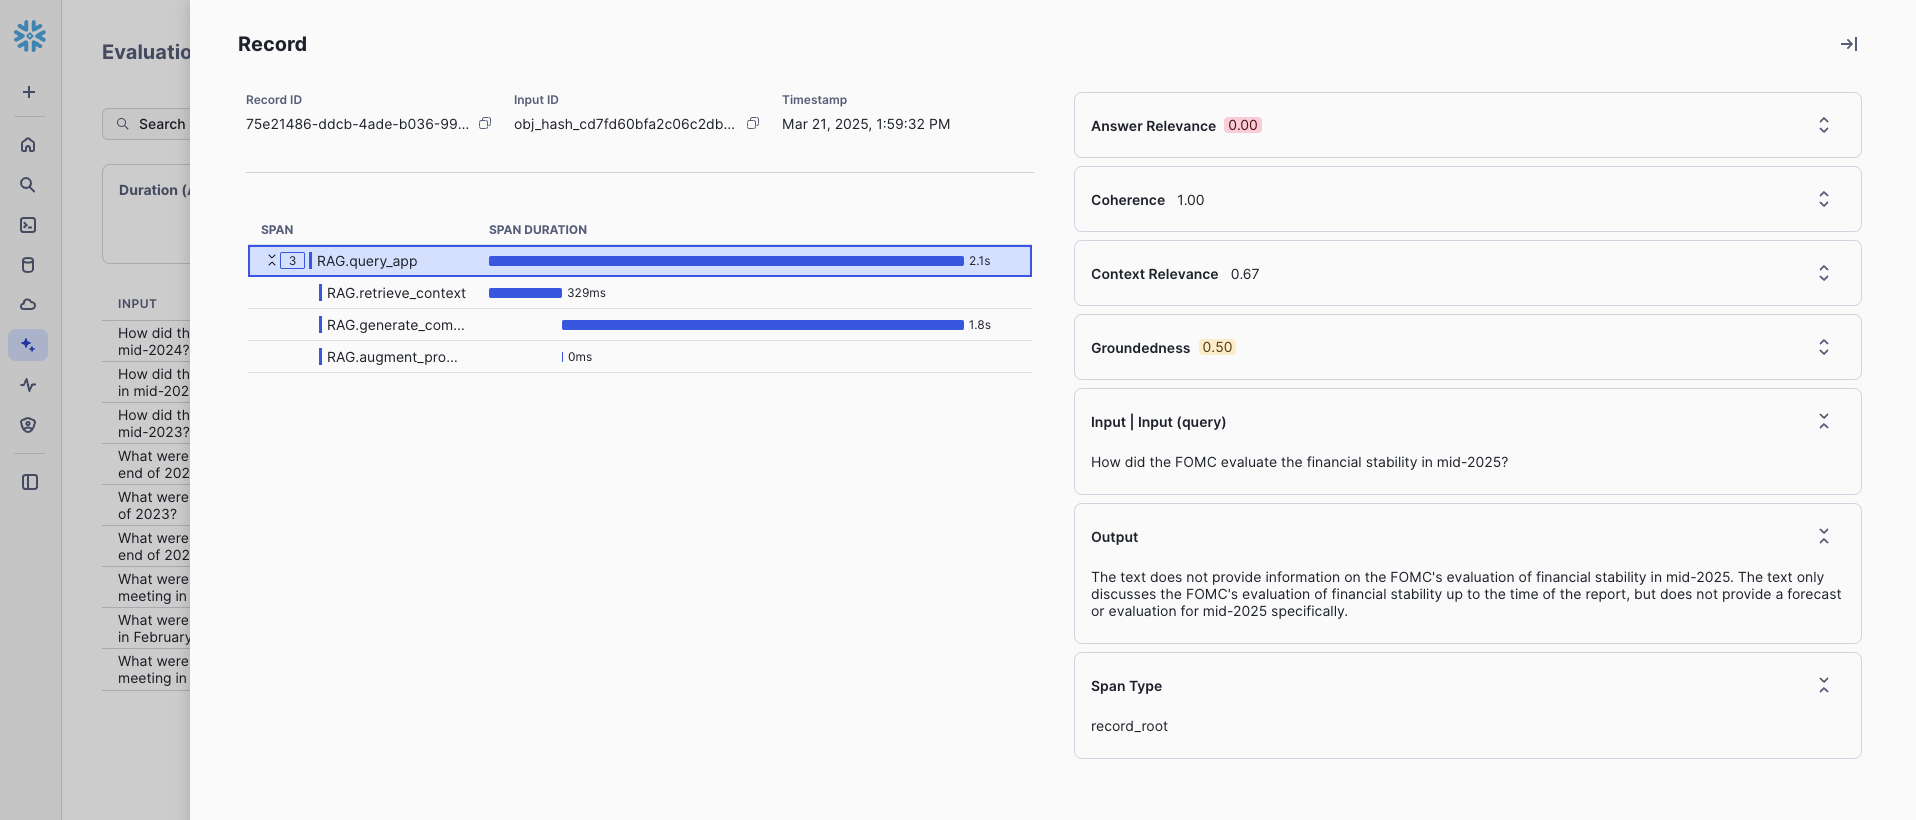 Evaluatio
Search
Duration (
INPUT
How did th
mid-2024?
How did th
in mid-202
How did th
mid-2023?
What were
end of 202
What were
of 2023?
What were
end of 202
What were
meeting in
What were
in February
What were
meeting in
Record
Record ID
75e21486-ddcb-4ade-b036-99...
Input ID
obj_hash_cd7fd60bfa2c06c2db...
Timestamp
Mar 21, 2025, 1:59:32 PM
SPAN SPAN DURATION
3 RAG.query_app 2.1s
RAG.retrieve_context 329ms
RAG.generate_com... 1.8s
RAG.augment_pro... 0ms
Answer Relevance 0.00
Coherence 1.00
Context Relevance 0.67
Groundedness 0.50
Input | Input (query)
How did the FOMC evaluate the financial stability in mid-2025?
Output
The text does not provide information on the FOMC's evaluation of financial stability in mid-2025. The text only
discusses the FOMC's evaluation of financial stability up to the time of the report, but does not provide a forecast
or evaluation for mid-2025 specifically.
Span Type
record_root